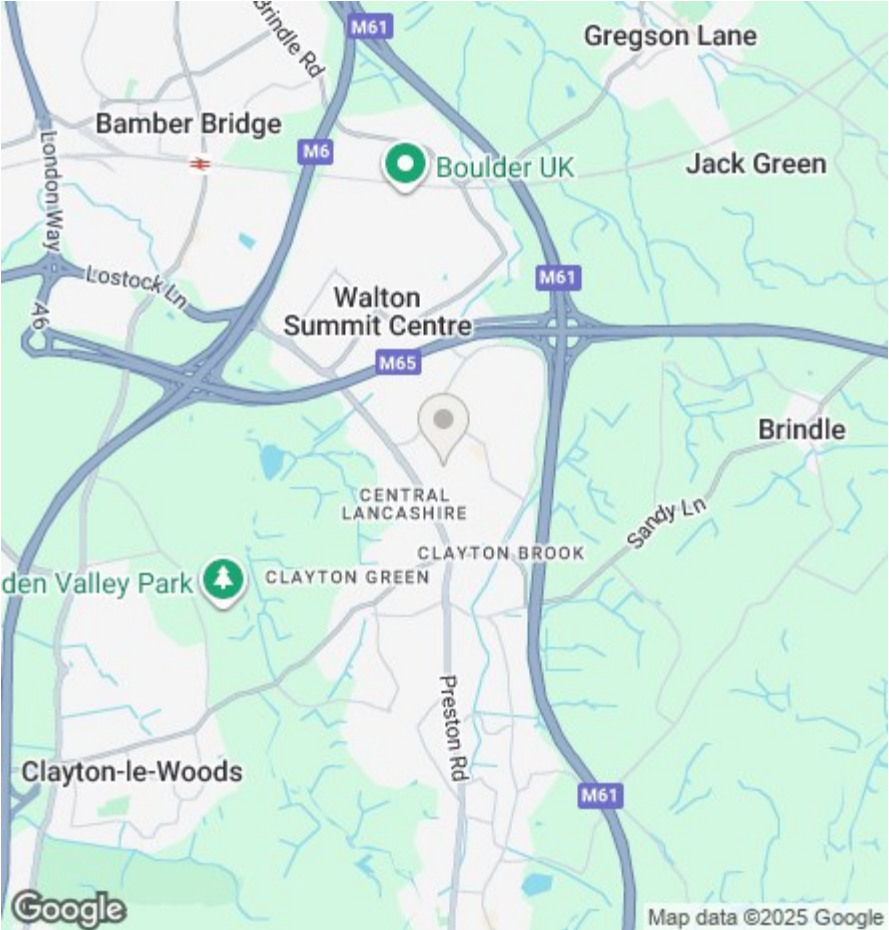 M61
Brindle Rd
Gregson Lane
Bamber Bridge
M6
London Way
Boulder UK
Jack Green
Lostock Ln
A6
M61
Walton
Summit Centre
M65
Brindle
CENTRAL
LANCASHIRE
Sandy Ln
CLAYTON BROOK
CLAYTON GREEN
den Valley Park
Preston Rd
Clayton-le-Woods
M61
Google
Map data ©2025 Google